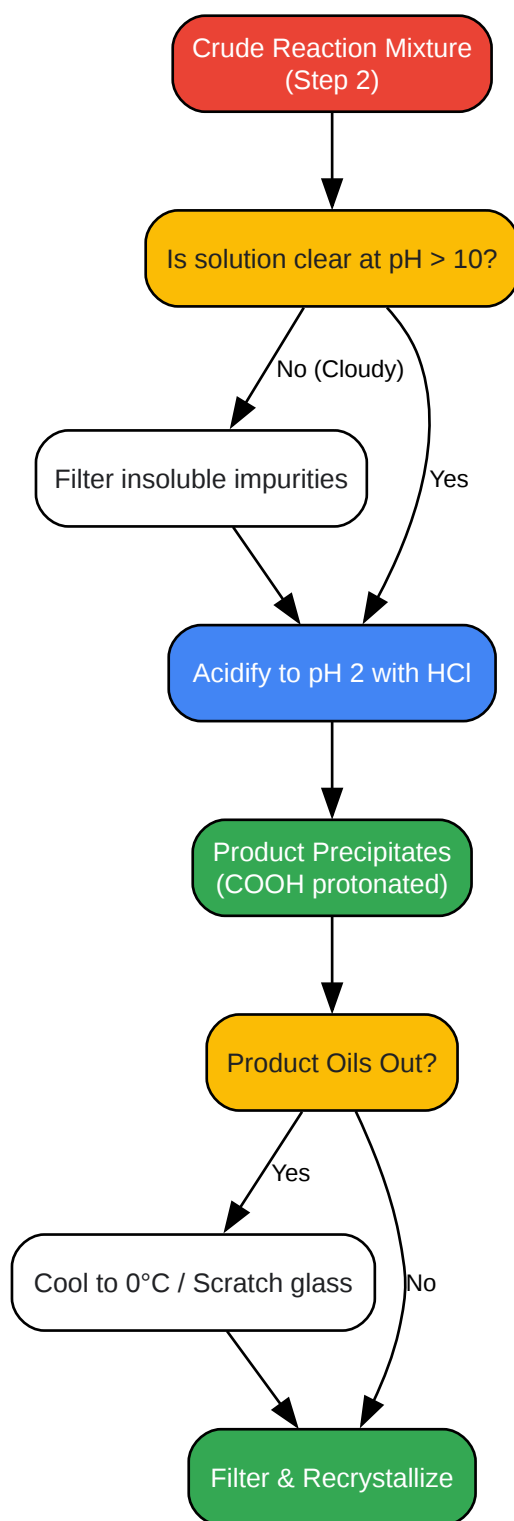 Crude Reaction Mixture
(Step 2)
Is solution clear at pH > 10?
No (Cloudy)
Filter insoluble impurities
Yes
Acidify to pH 2 with HCl
Product Precipitates
(COOH protonated)
Product Oils Out?
Yes
Cool to 0°C / Scratch glass
No
Filter & Recrystallize